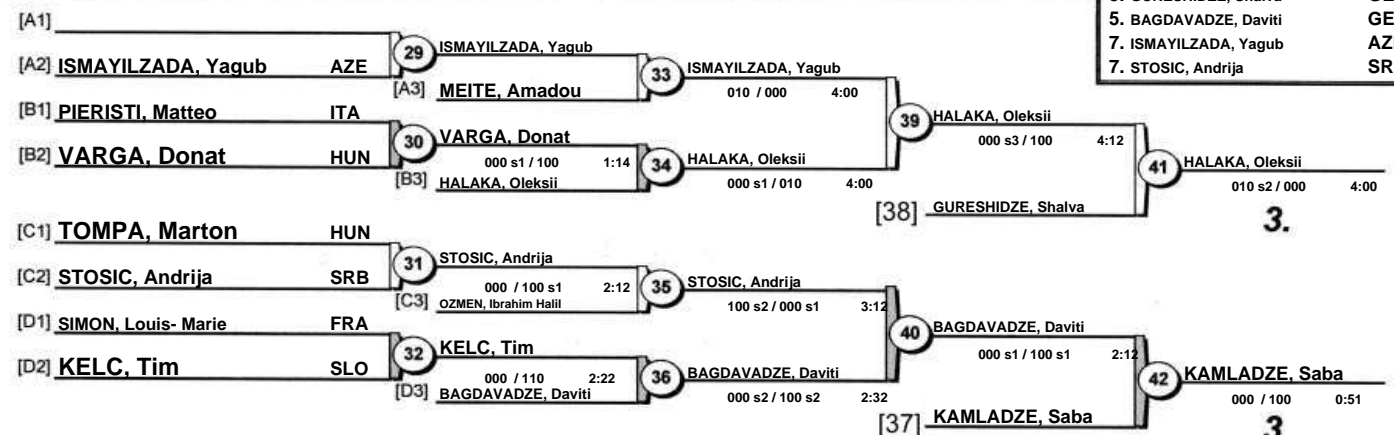 5. BAGDAVADZE, Daviti GE
7. ISMAYILZADA, Yagub AZ
7. STOSIC, Andrija SR
[A1]
29 ISMAYILZADA, Yagub
[A2] ISMAYILZADA, Yagub AZE
33 ISMAYILZADA, Yagub
010 / 000 4:00
[A3] MEITE, Amadou
[B1] PIERISTI, Matteo ITA
39 HALAKA, Oleksii
000 s3 / 100 4:12
30 VARGA, Donat
000 s1 / 100 1:14
[B2] VARGA, Donat HUN
34 HALAKA, Oleksii
000 s1 / 010 4:00
[B3] HALAKA, Oleksii
41 HALAKA, Oleksii
010 s2 / 000 4:00
[38] GURESHIDZE, Shalva
3.
[C1] TOMPA, Marton HUN
31 STOSIC, Andrija
000 / 100 s1 2:12
[C2] STOSIC, Andrija SRB
35 STOSIC, Andrija
100 s2 / 000 s1 3:12
[C3] OZMEN, Ibrahim Halil
[D1] SIMON, Louis- Marie FRA
40 BAGDAVADZE, Daviti
000 s1 / 100 s1 2:12
32 KELC, Tim
000 / 110 2:22
[D2] KELC, Tim SLO
36 BAGDAVADZE, Daviti
000 s2 / 100 s2 2:32
[D3] BAGDAVADZE, Daviti
42 KAMLADZE, Saba
000 / 100 0:51
[37] KAMLADZE, Saba
3